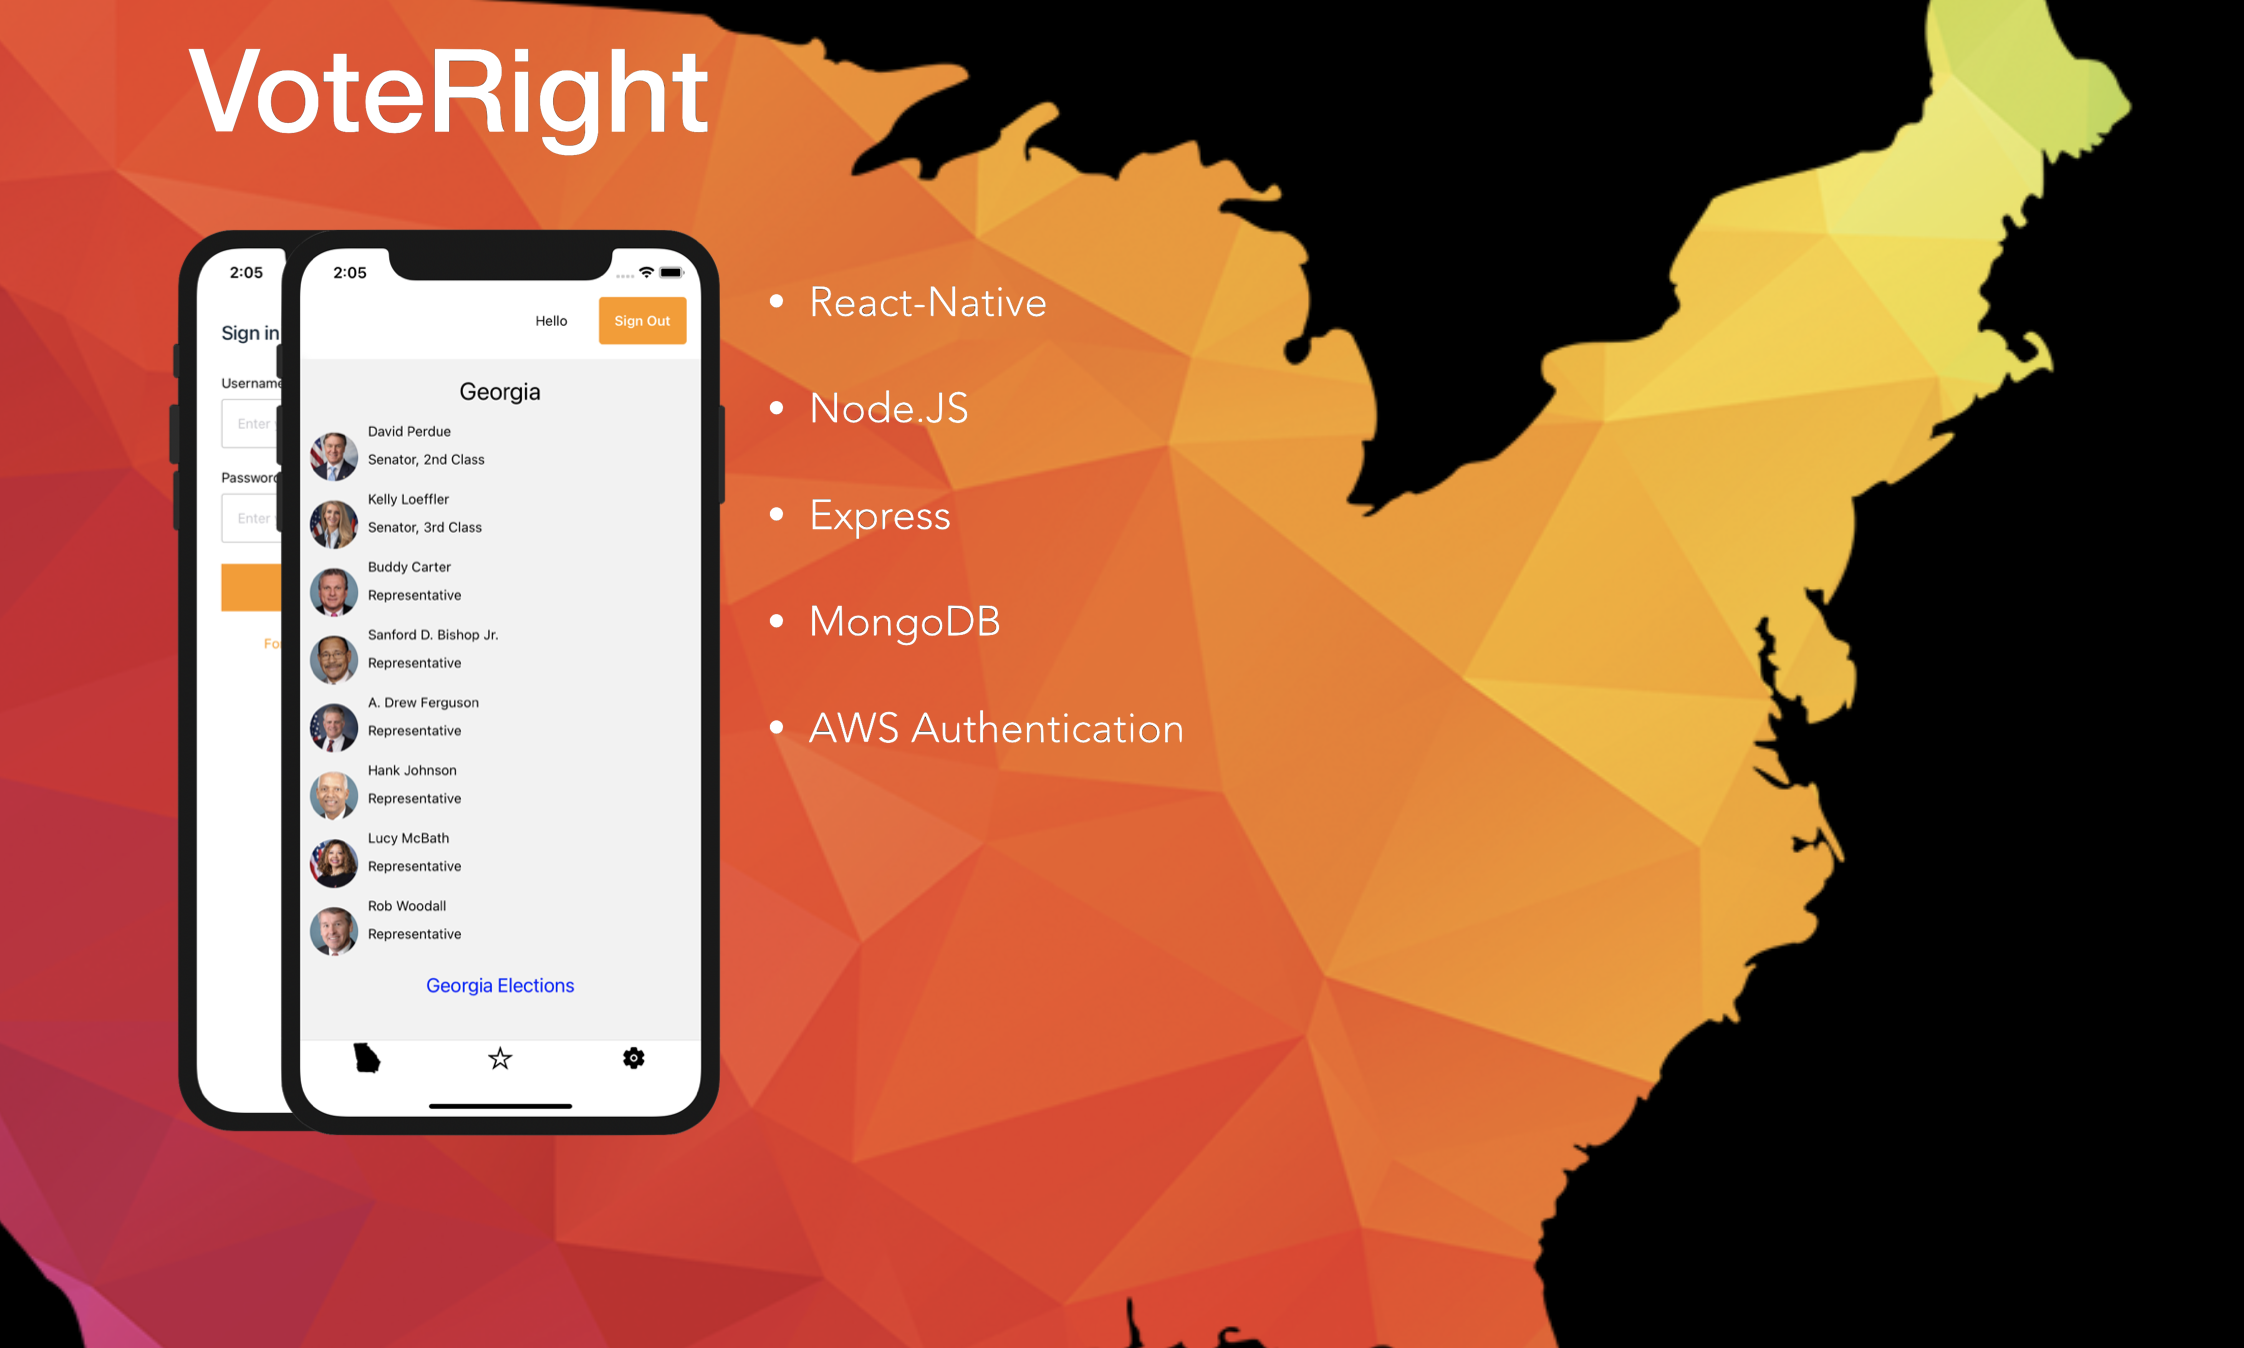 VoteRight
2:05
Sign in
Username
Enter
Password
Enter
2:05
Hello
Sign Out
Georgia
David Perdue
Senator, 2nd Class
Kelly Loeffler
Senator, 3rd Class
Buddy Carter
Representative
Sanford D. Bishop Jr.
Representative
A. Drew Ferguson
Representative
Hank Johnson
Representative
Lucy McBath
Representative
Rob Woodall
Representative
Georgia Elections
• React-Native
• Node.JS
• Express
• MongoDB
• AWS Authentication